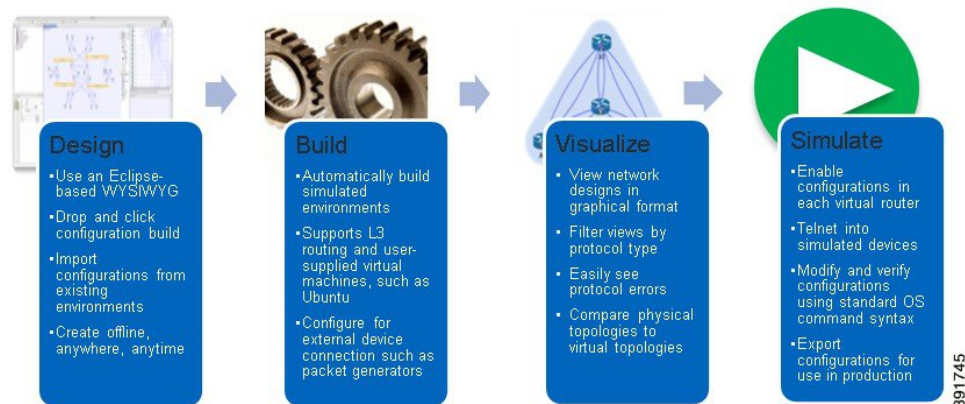 Design
▪Use an Eclipse-
based WYSIWYG
▪Drop and click
configuration build
▪Import
configurations from
existing
environments
▪Create offline,
anywhere, anytime
Build
▪Automatically build
simulated
environments
▪Supports L3
routing and user-
supplied virtual
machines, such as
Ubuntu
▪Configure for
external device
connection such as
packet generators
Visualize
▪ View network
designs in
graphical format
▪ Filter views by
protocol type
▪ Easily see
protocol errors
▪ Compare physical
topologies to
virtual topologies
Simulate
▪Enable
configurations in
each virtual router
▪Telnet into
simulated devices
▪Modify and verify
configurations
using standard OS
command syntax
▪Export
configurations for
use in production
391745